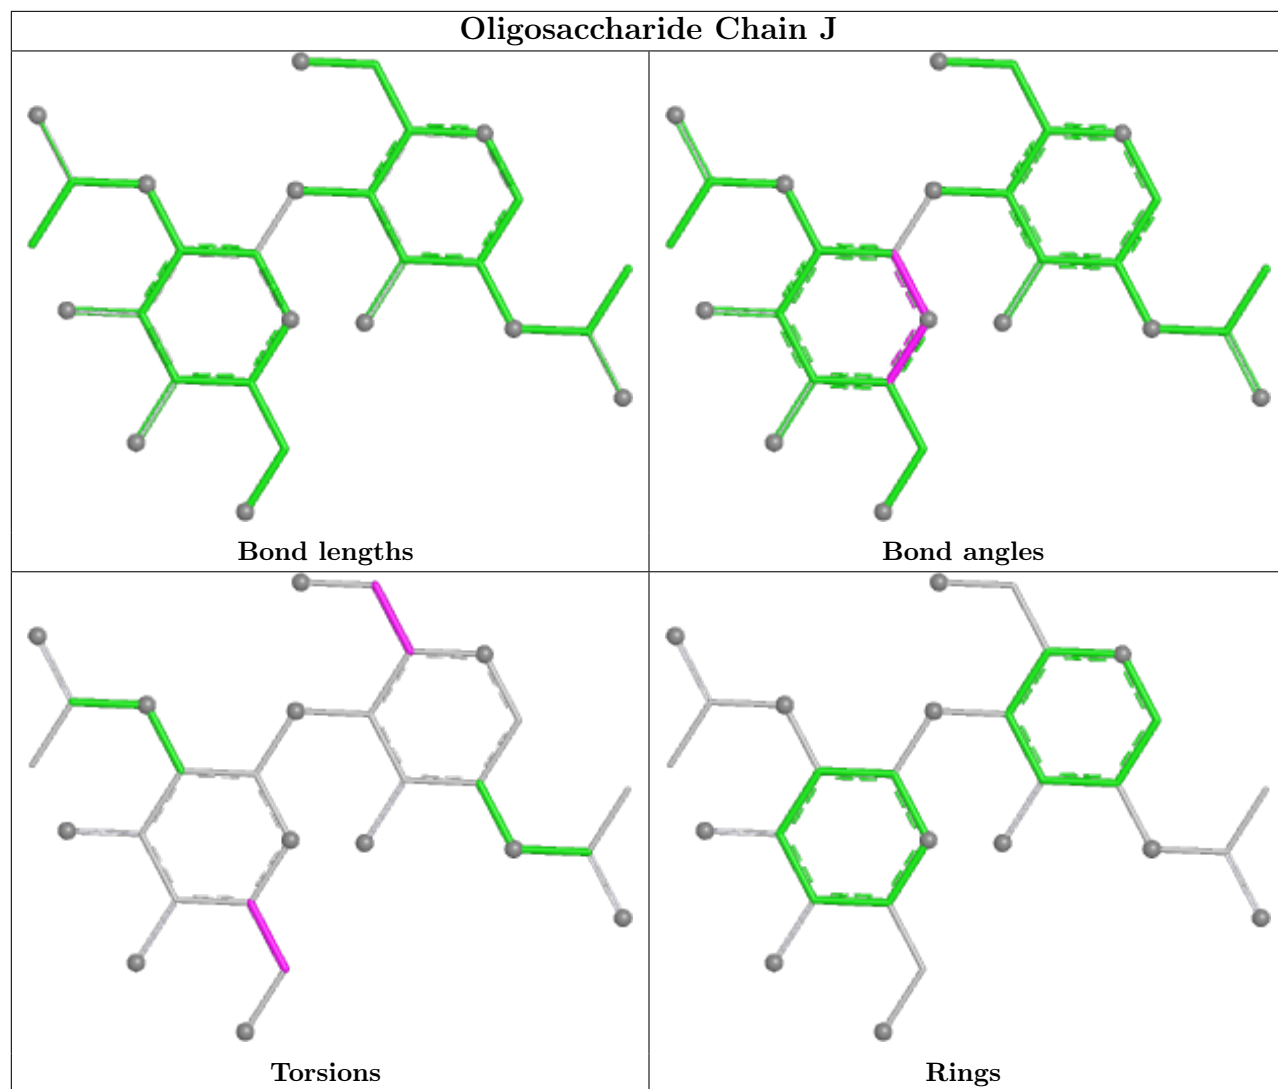 Oligosaccharide Chain J
Bond lengths
Bond angles
Torsions
Rings